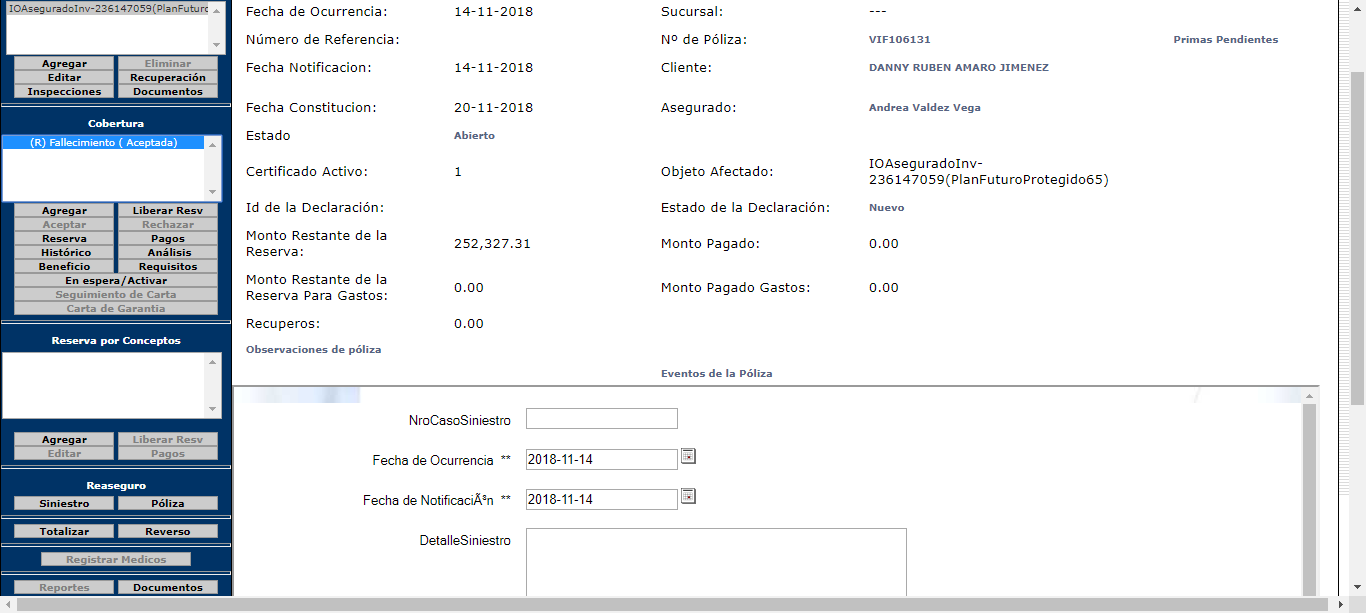 IOAseguradoInv-236147059(PlanFuturo
Agregar Eliminar
Editar Recuperación
Inspecciones Documentos
Cobertura
(R) Fallecimiento ( Aceptada)
Agregar Liberar Resv
Aceptar Rechazar
Reserva Pagos
Histórico Análisis
Beneficio Requisitos
En espera/Activar
Seguimiento de Carta
Carta de Garantia
Reserva por Conceptos
Agregar Liberar Resv
Editar Pagos
Reaseguro
Siniestro Póliza
Totalizar Reverso
Registrar Medicos
Reportes Documentos
Fecha de Ocurrencia: 14-11-2018 Sucursal: ---
Número de Referencia: Nº de Póliza: VIF106131 Primas Pendientes
Fecha Notificacion: 14-11-2018 Cliente: DANNY RUBEN AMARO JIMENEZ
Fecha Constitucion: 20-11-2018 Asegurado: Andrea Valdez Vega
Estado Abierto
Certificado Activo: 1 Objeto Afectado: IOAseguradoInv-
236147059(PlanFuturoProtegido65)
Id de la Declaración: Estado de la Declaración: Nuevo
Monto Restante de la
Reserva: 252,327.31 Monto Pagado: 0.00
Monto Restante de la
Reserva Para Gastos: 0.00 Monto Pagado Gastos: 0.00
Recuperos: 0.00
Observaciones de póliza
Eventos de la Póliza
NroCasoSiniestro
Fecha de Ocurrencia ** 2018-11-14
Fecha de NotificaciÃ³n ** 2018-11-14
DetalleSiniestro